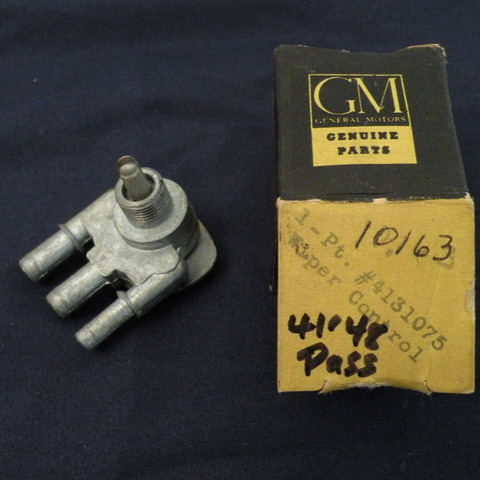 GM
GENERAL MOTORS
GENUINE
PARTS
10163
1-Pt. #4131075
Wiper Control
41-48
Pass